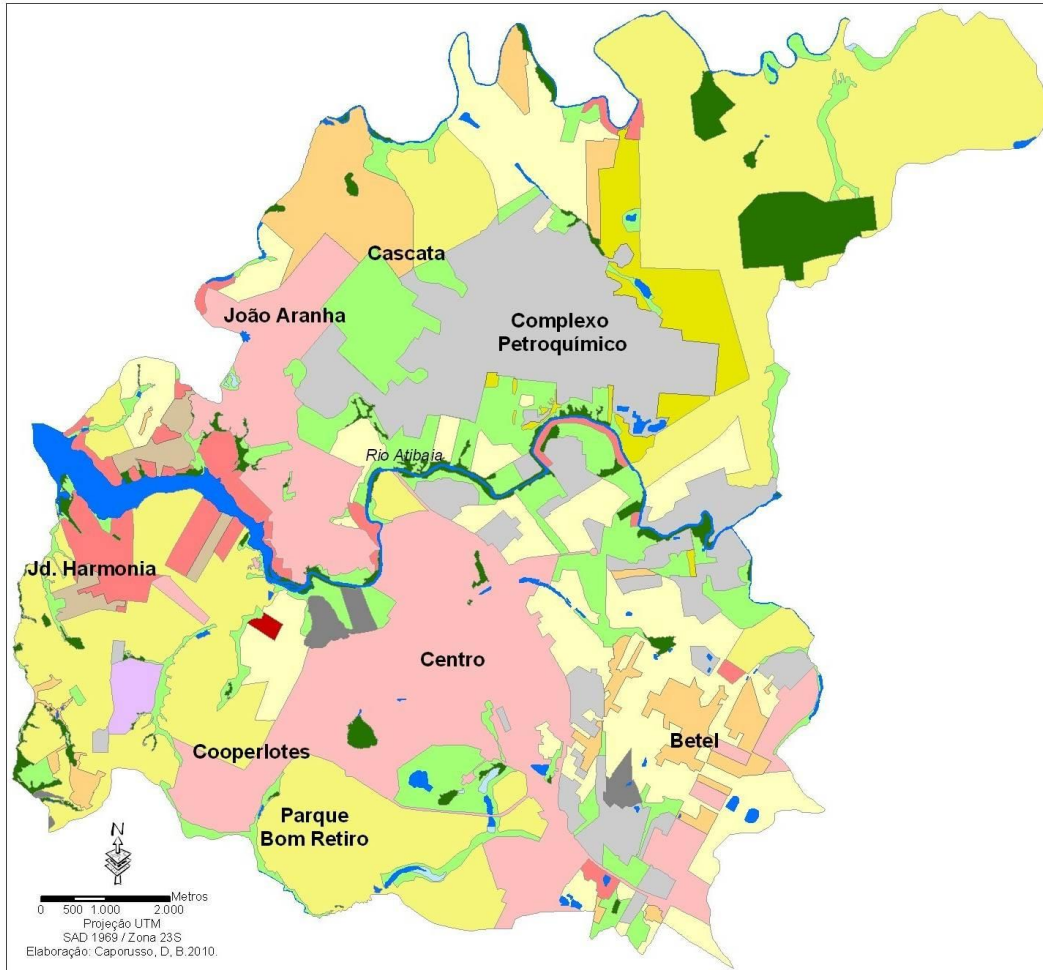 Cascata
João Aranha
Complexo
Petroquímico
Rio Atibaia
Jd. Harmonia
Centro
Betel
Cooperlotes
Parque
Bom Retiro
N
Metros
0 500 1.000 2.000
Projeção UTM
SAD 1969 / Zona 23S
Elaboração: Caporusso, D, B.2010.